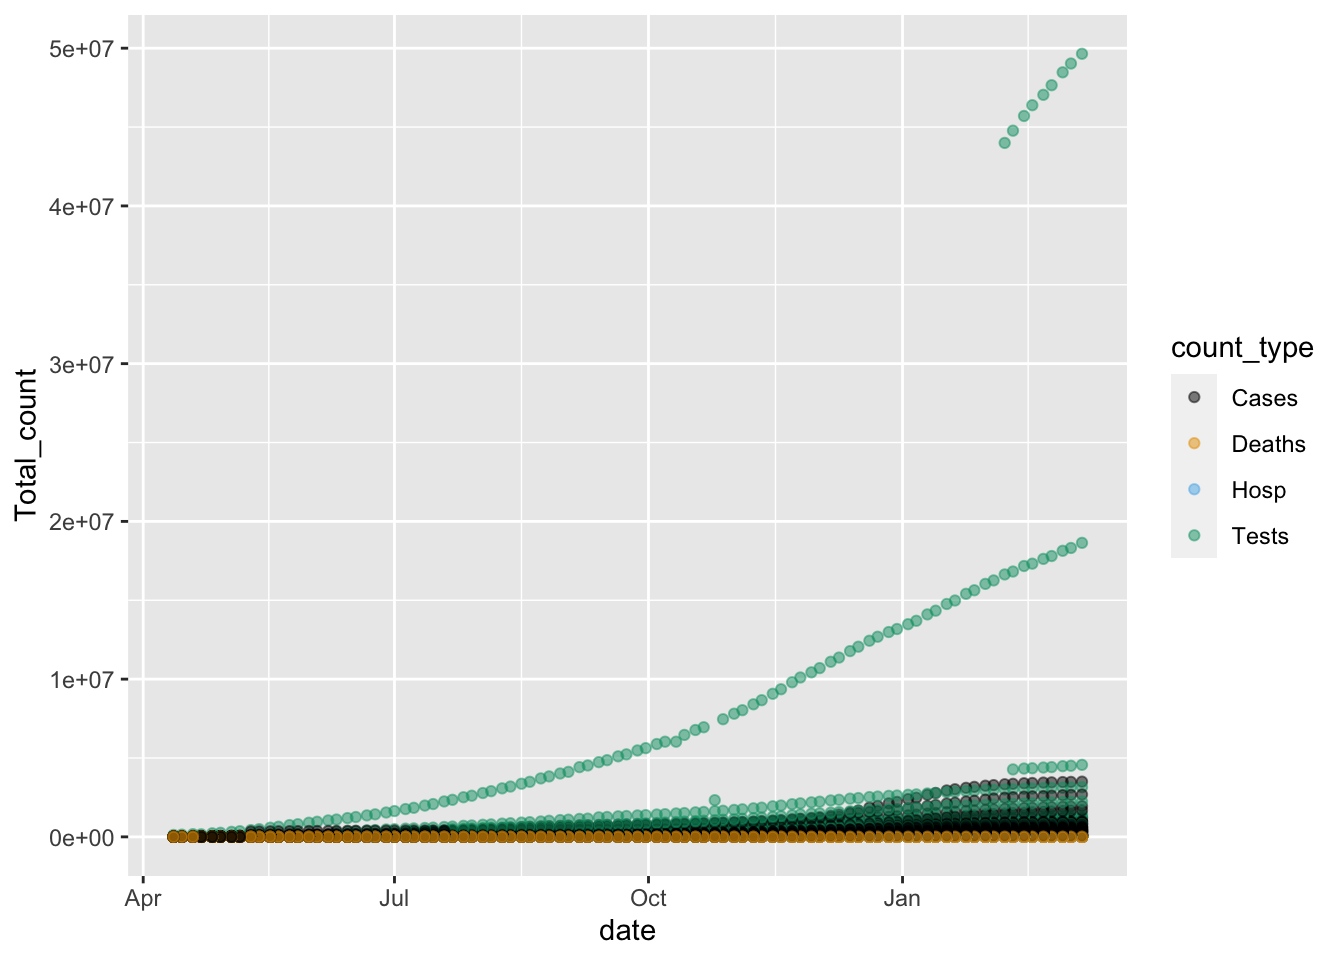 5e+07
4e+07
3e+07
2e+07
1e+07
0e+00
Total_count
Apr
Jul
Oct
Jan
date
count_type
Cases
Deaths
Hosp
Tests